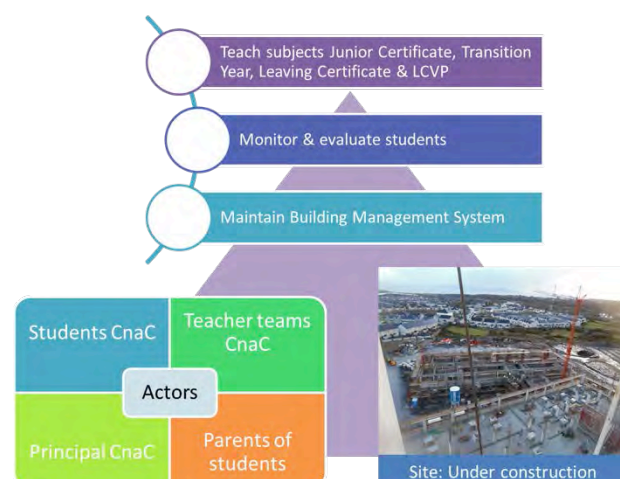 Teach subjects Junior Certificate, Transition
Year, Leaving Certificate & LCVP
Monitor & evaluate students
Maintain Building Management System
Students CnaC
Teacher teams
CnaC
Actors
Principal CnaC
Parents of
students
Site: Under construction